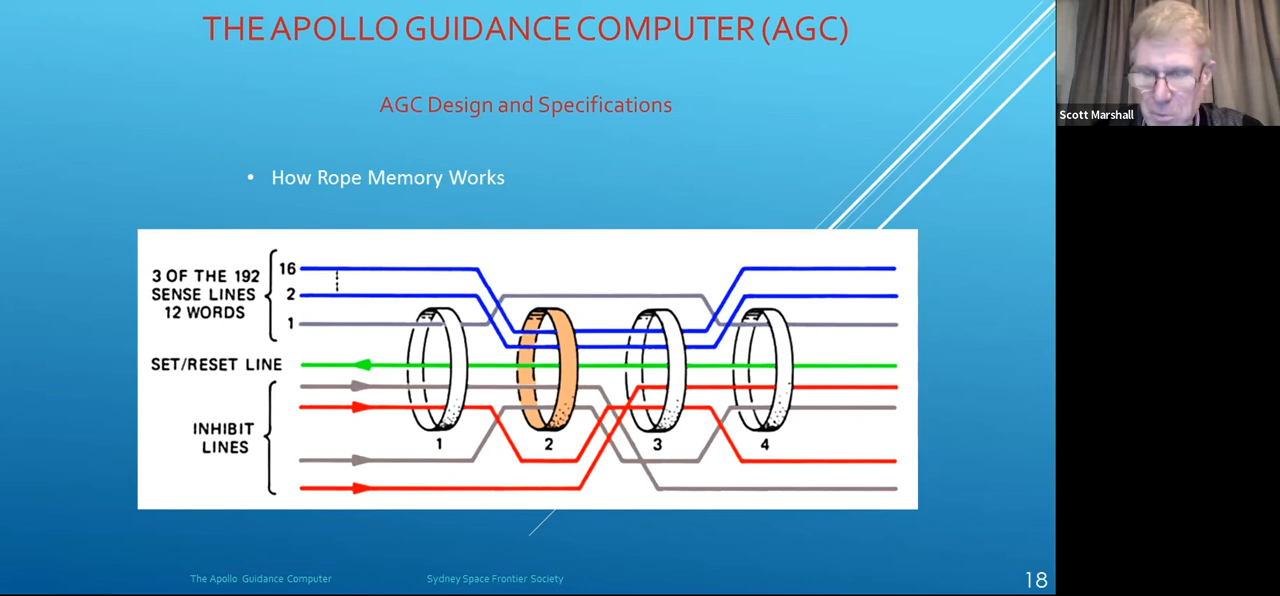 THE APOLLO GUIDANCE COMPUTER (AGC)
Scott Marshall
AGC Design and Specifications
• How Rope Memory Works
3 OF THE 192
SENSE LINES
12 WORDS
16
2
1
SET/RESET LINE
INHIBIT
LINES
1 2 3 4
The Apollo Guidance Computer
Sydney Space Frontier Society
18